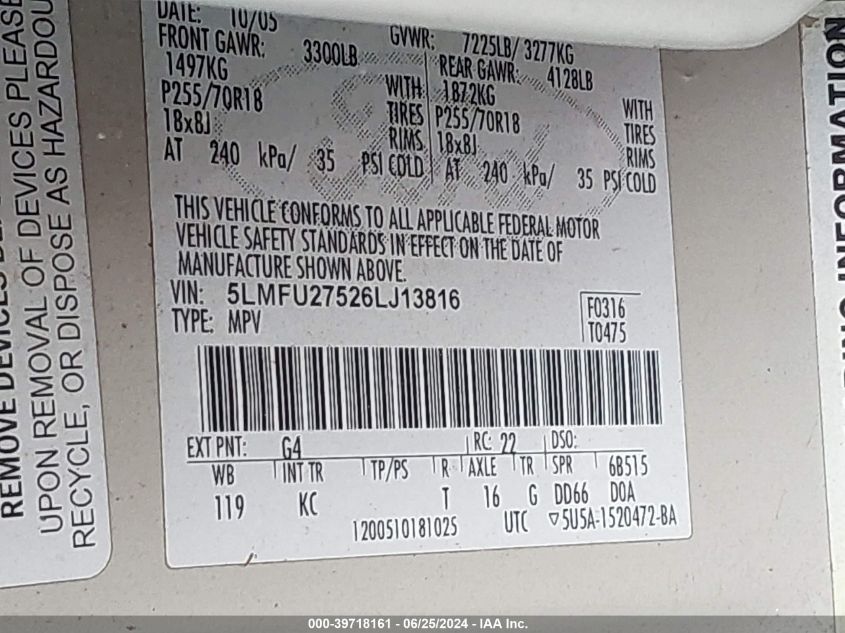 DATE: 10/05
FRONT GAWR: 3300LB
1497KG
P255/70R18
18x8J
WITH
TIRES
RIMS
AT 240 kPa/ 35 PSI COLD
GVWR: 7225LB/ 3277KG
REAR GAWR: 4128LB
1872KG
P255/70R18
18x8J
WITH
TIRES
RIMS
AT 240 kPa/ 35 PSI COLD
THIS VEHICLE CONFORMS TO ALL APPLICABLE FEDERAL MOTOR
VEHICLE SAFETY STANDARDS IN EFFECT ON THE DATE OF
MANUFACTURE SHOWN ABOVE.
VIN: 5LMFU27526LJ13816
TYPE: MPV
F0316
T0475
EXT PNT: G4 RC: 22 DSO:
WB INT TR TP/PS R AXLE TR SPR 6B515
119 KC T 16 G DD66 DOA
1200510181025 UTC ▽5U5A-1520472-BA
UPON REMOVAL OF DEVICES PLEASE
RECYCLE, OR DISPOSE AS HAZARDOU
REMOVE DEVICES
INFORMATION
000-39718161 - 06/25/2024 - IAA Inc.